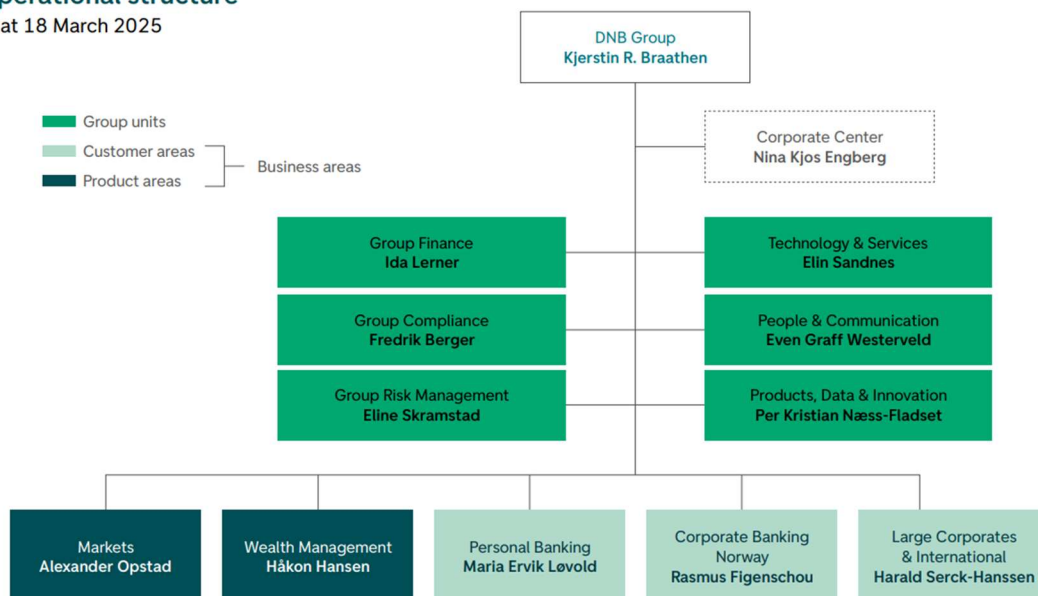 perational structure
at 18 March 2025
DNB Group
Kjerstin R. Braathen
Group units
Customer areas
Product areas
Business areas
Corporate Center
Nina Kjos Engberg
Group Finance
Ida Lerner
Technology & Services
Elin Sandnes
Group Compliance
Fredrik Berger
People & Communication
Even Graff Westerveld
Group Risk Management
Eline Skramstad
Products, Data & Innovation
Per Kristian Næss-Fladset
Markets
Alexander Opstad
Wealth Management
Håkon Hansen
Personal Banking
Maria Ervik Løvold
Corporate Banking
Norway
Rasmus Figenschou
Large Corporates
& International
Harald Serck-Hanssen